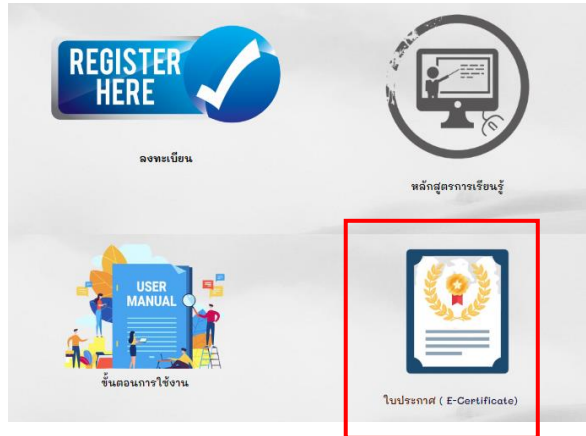 REGISTER
HERE
ลงทะเบียน
หลักสูตรการเรียนรู้
USER
MANUAL
ขั้นตอนการใช้งาน
ใบประกาศ ( E-Certificate)